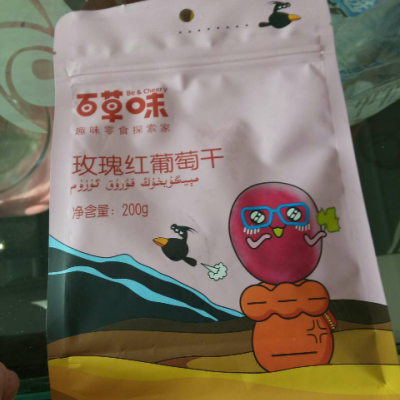 Be & Cheery
百草味
趣味零食探索家
玫瑰红葡萄干
净含量：200g